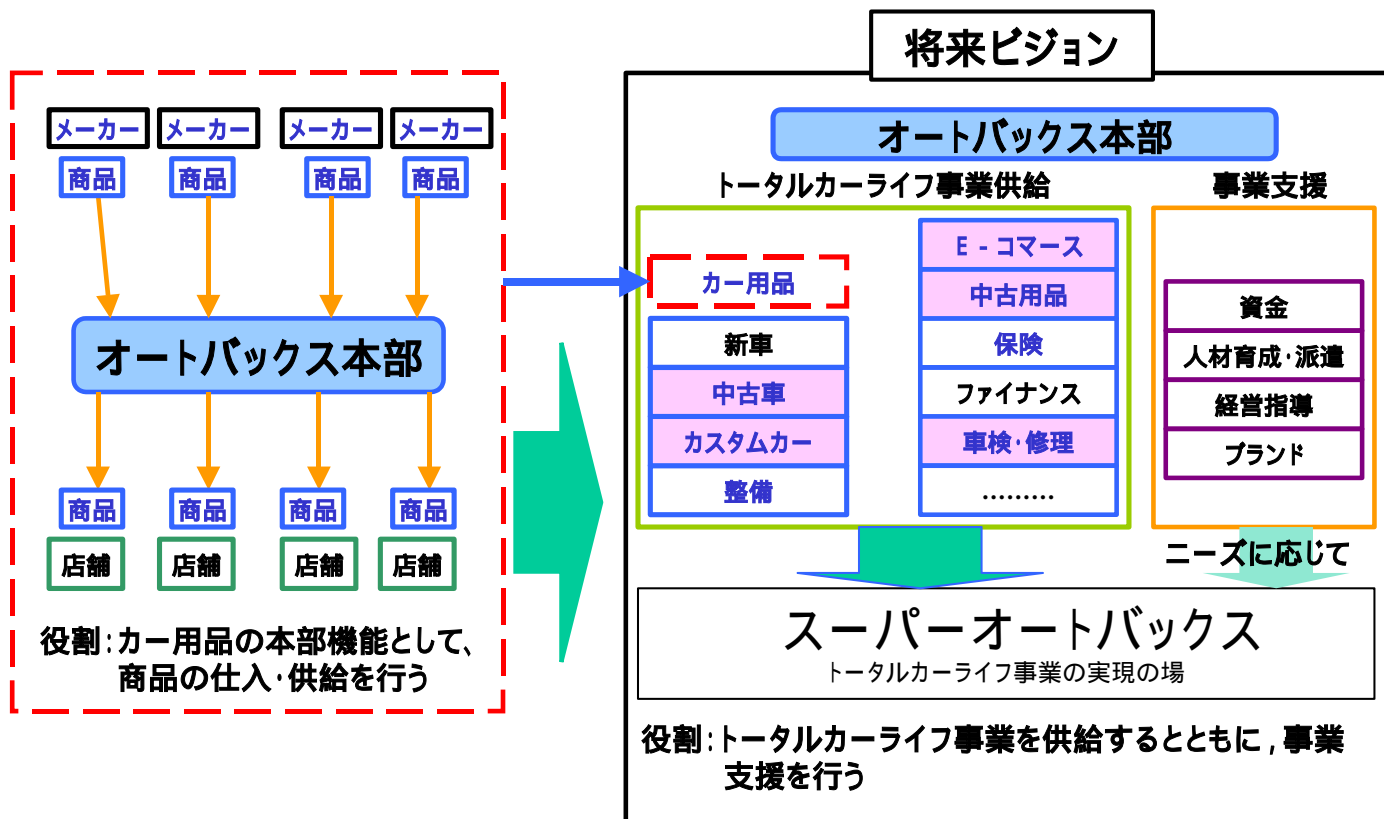 将来ビジョン
メーカー メーカー メーカー メーカー
商品 商品 商品 商品
オートバックス本部
商品 商品 商品 商品
店舗 店舗 店舗 店舗
役割:カー用品の本部機能として、
商品の仕入・供給を行う
オートバックス本部
トータルカーライフ事業供給
カー用品
新車
中古車
カスタムカー
整備
E - コマース
中古用品
保険
ファイナンス
車検・修理
………
事業支援
資金
人材育成・派遣
経営指導
ブランド
ニーズに応じて
スーパーオートバックス
トータルカーライフ事業の実現の場
役割:トータルカーライフ事業を供給するとともに,事業
支援を行う